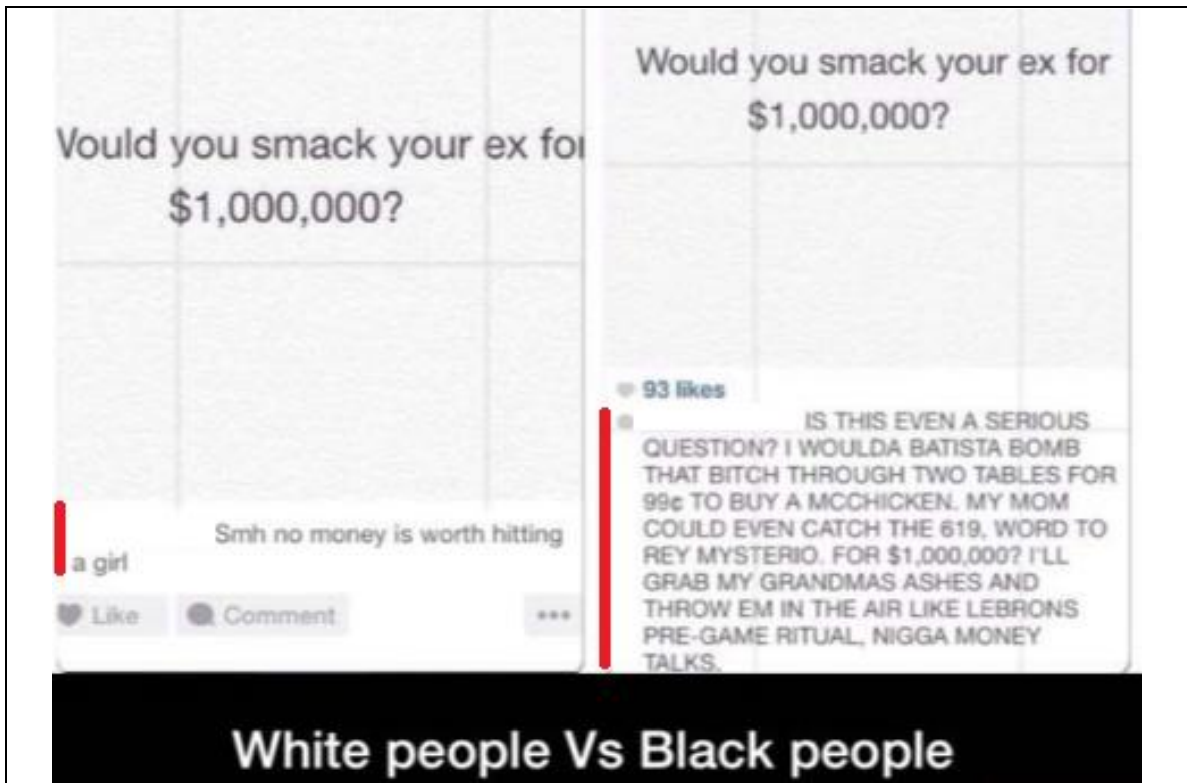 Would you smack your ex for
$1,000,000?
Smh no money is worth hitting
a girl
Like Comment
Would you smack your ex for
$1,000,000?
93 likes
IS THIS EVEN A SERIOUS
QUESTION? I WOULDA BATISTA BOMB
THAT BITCH THROUGH TWO TABLES FOR
99¢ TO BUY A MCCHICKEN. MY MOM
COULD EVEN CATCH THE 619, WORD TO
REY MYSTERIO. FOR $1,000,000? I'LL
GRAB MY GRANDMAS ASHES AND
THROW EM IN THE AIR LIKE LEBRONS
PRE-GAME RITUAL, NIGGA MONEY
TALKS.
White people Vs Black people